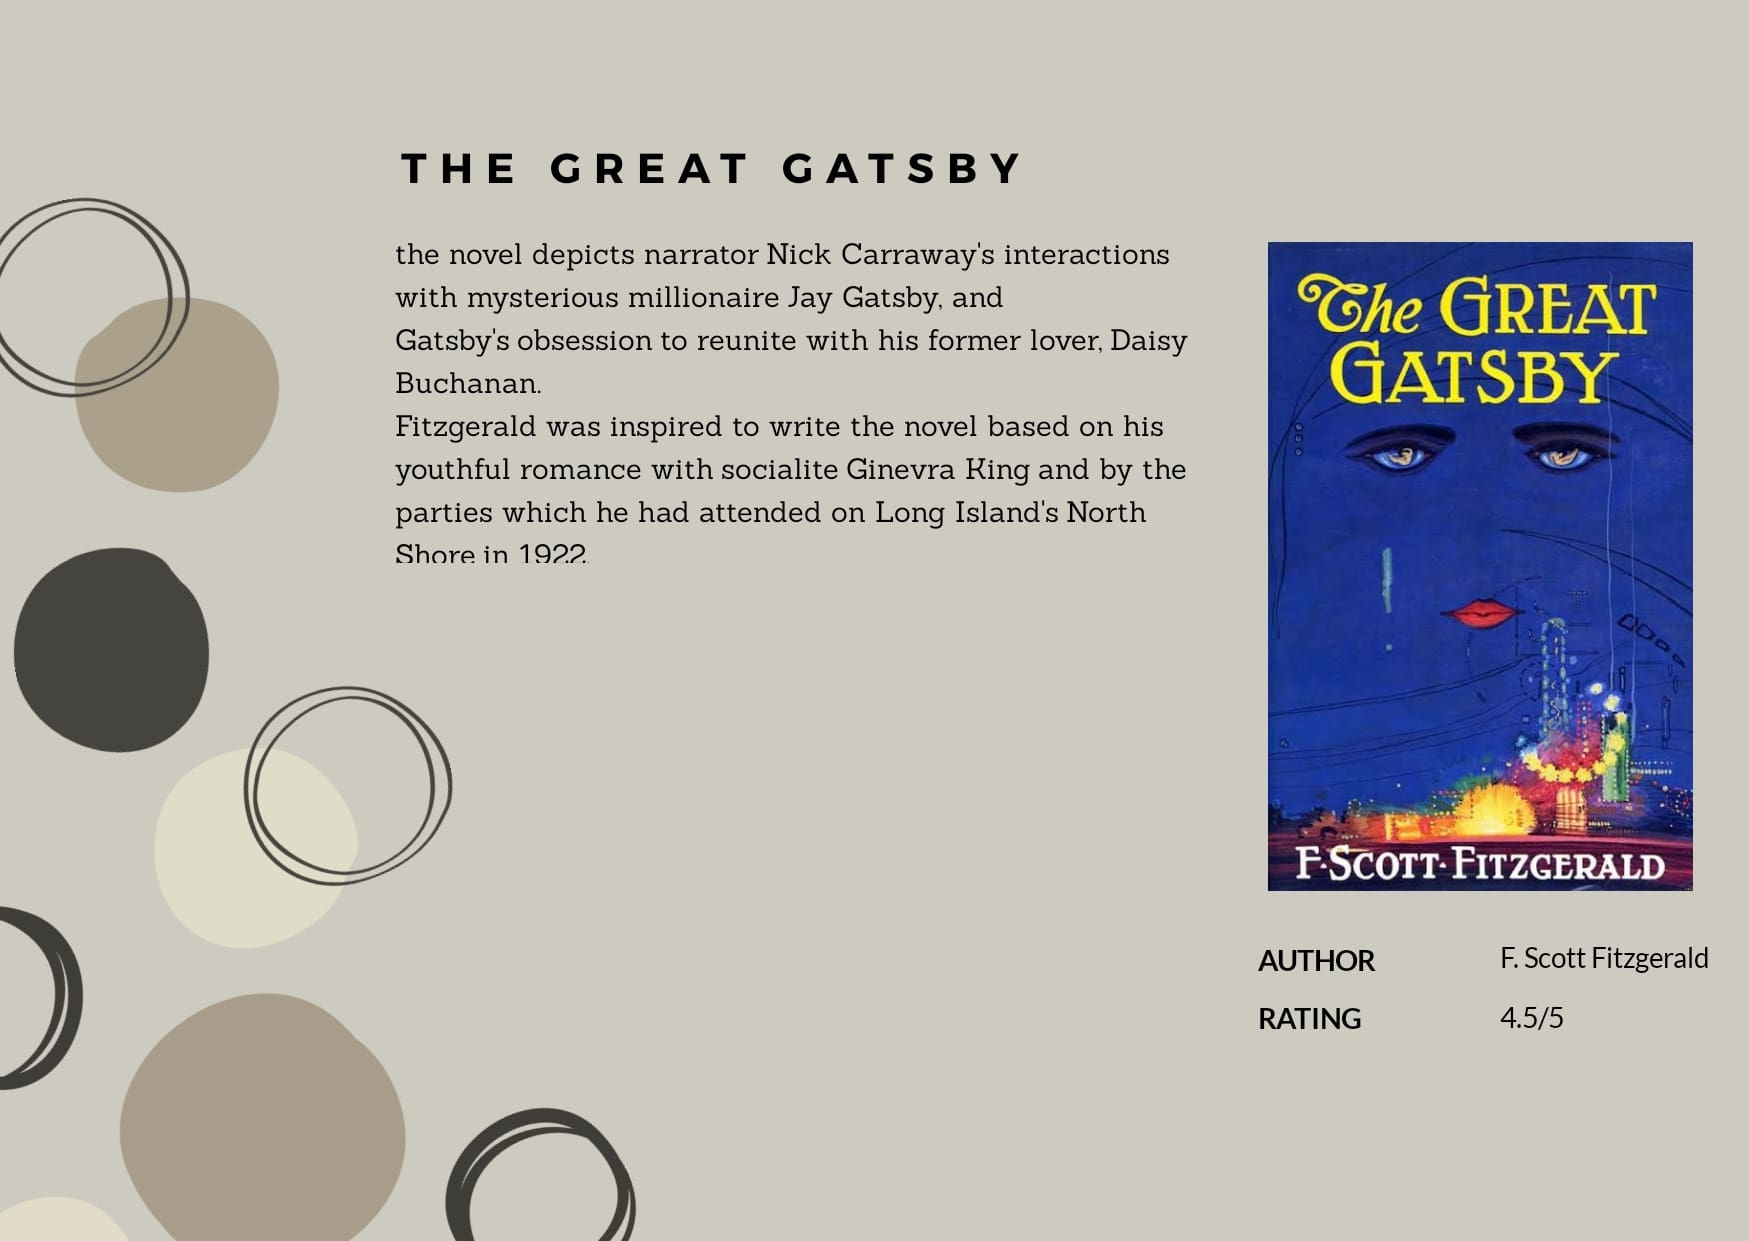 THE GREAT GATSBY
the novel depicts narrator Nick Carraway's interactions
with mysterious millionaire Jay Gatsby, and
Gatsby's obsession to reunite with his former lover, Daisy
Buchanan.
Fitzgerald was inspired to write the novel based on his
youthful romance with socialite Ginevra King and by the
parties which he had attended on Long Island's North
Shore in 1922.
The GREAT
GATSBY
F·SCOTT·FITZGERALD
AUTHOR F. Scott Fitzgerald
RATING 4.5/5